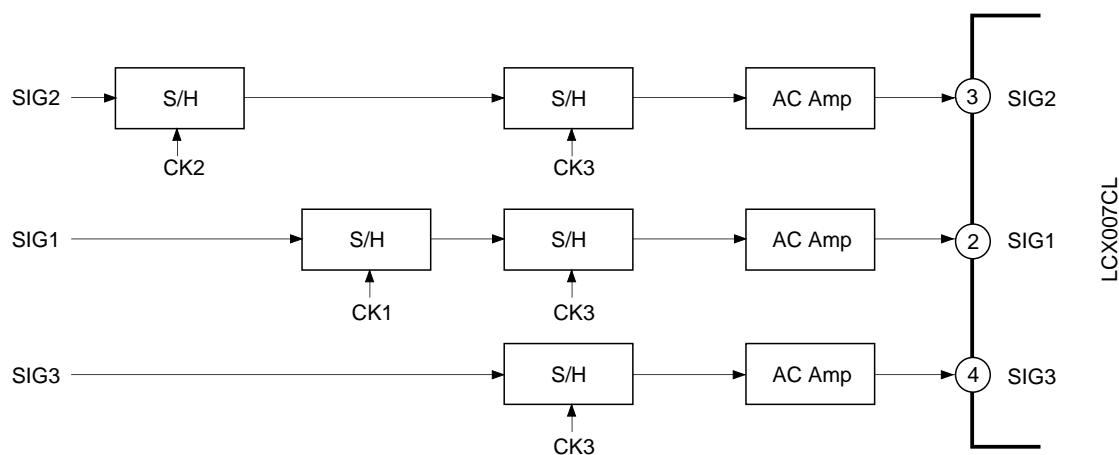 SIG2 S/H S/H AC Amp 3 SIG2
CK2 CK3
SIG1 S/H S/H AC Amp 2 SIG1
CK1 CK3
SIG3 S/H AC Amp 4 SIG3
CK3
LCX007CL